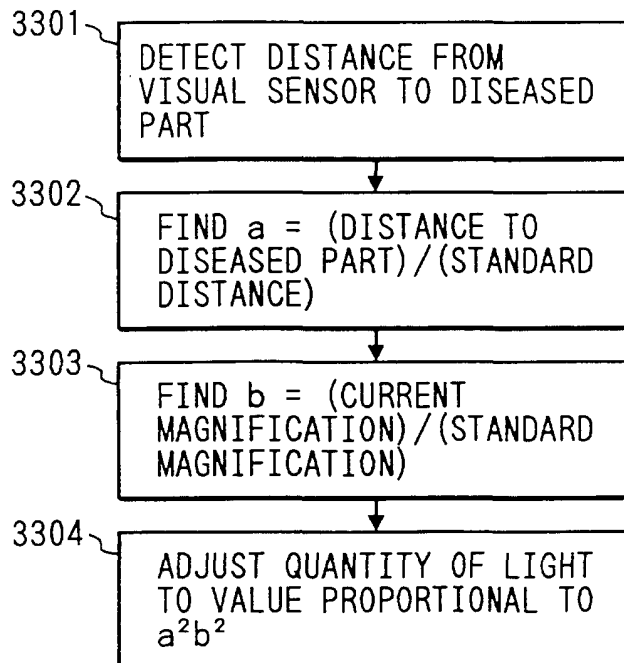 3301
DETECT DISTANCE FROM
VISUAL SENSOR TO DISEASED
PART
3302
FIND a = (DISTANCE TO
DISEASED PART)/(STANDARD
DISTANCE)
3303
FIND b = (CURRENT
MAGNIFICATION)/(STANDARD
MAGNIFICATION)
3304
ADJUST QUANTITY OF LIGHT
TO VALUE PROPORTIONAL TO
a²b²